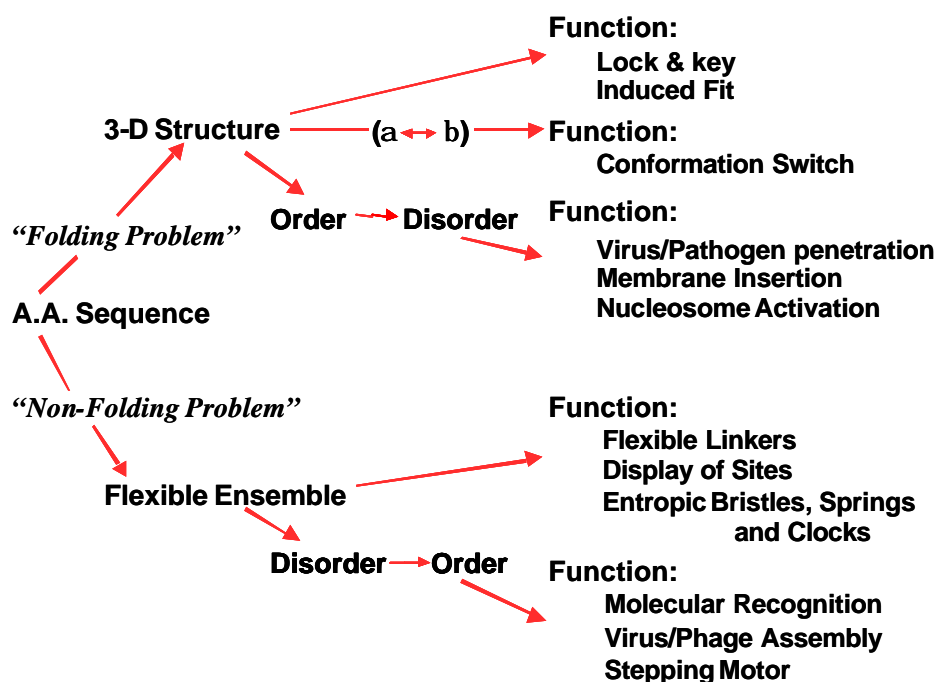 Function:
Lock & key
Induced Fit
3-D Structure
(a b)
Function:
Conformation Switch
Order Disorder
Function:
"Folding Problem"
Virus/Pathogen penetration
Membrane Insertion
Nucleosome Activation
A.A. Sequence
"Non-Folding Problem"
Function:
Flexible Linkers
Display of Sites
Entropic Bristles, Springs
and Clocks
Flexible Ensemble
Disorder Order
Function:
Molecular Recognition
Virus/Phage Assembly
Stepping Motor